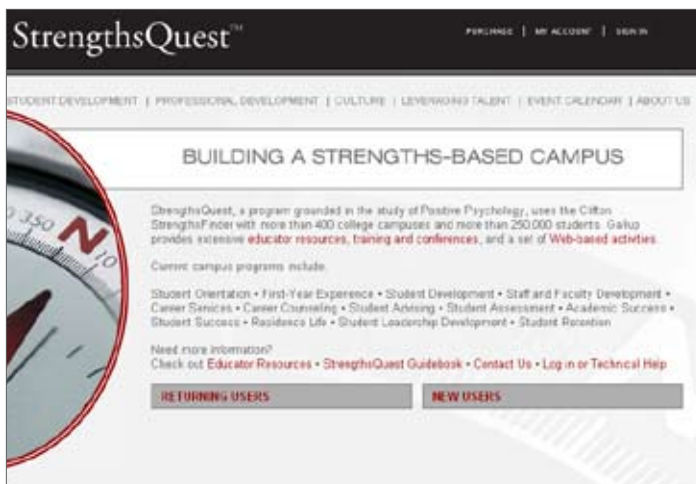 StrengthsQuest™
PURCHASE | MY ACCOUNT | SIGN IN
STUDENT DEVELOPMENT | PROFESSIONAL DEVELOPMENT | CULTURE | LEVERAGING TALENT | EVENT CALENDAR | ABOUT US
BUILDING A STRENGTHS-BASED CAMPUS
350 N 10
StrengthsQuest, a program grounded in the study of Positive Psychology, uses the Clifton
StrengthsFinder with more than 400 college campuses and more than 250,000 students. Gallup
provides extensive educator resources, training and conferences, and a set of Web-based activities.
Current campus programs include:
Student Orientation • First-Year Experience • Student Development • Staff and Faculty Development •
Career Services • Career Counseling • Student Advising • Student Assessment • Academic Success •
Student Success • Residence Life • Student Leadership Development • Student Retention
Need more information?
Check out Educator Resources • StrengthsQuest Guidebook • Contact Us • Log in or Technical Help
RETURNING USERS
NEW USERS